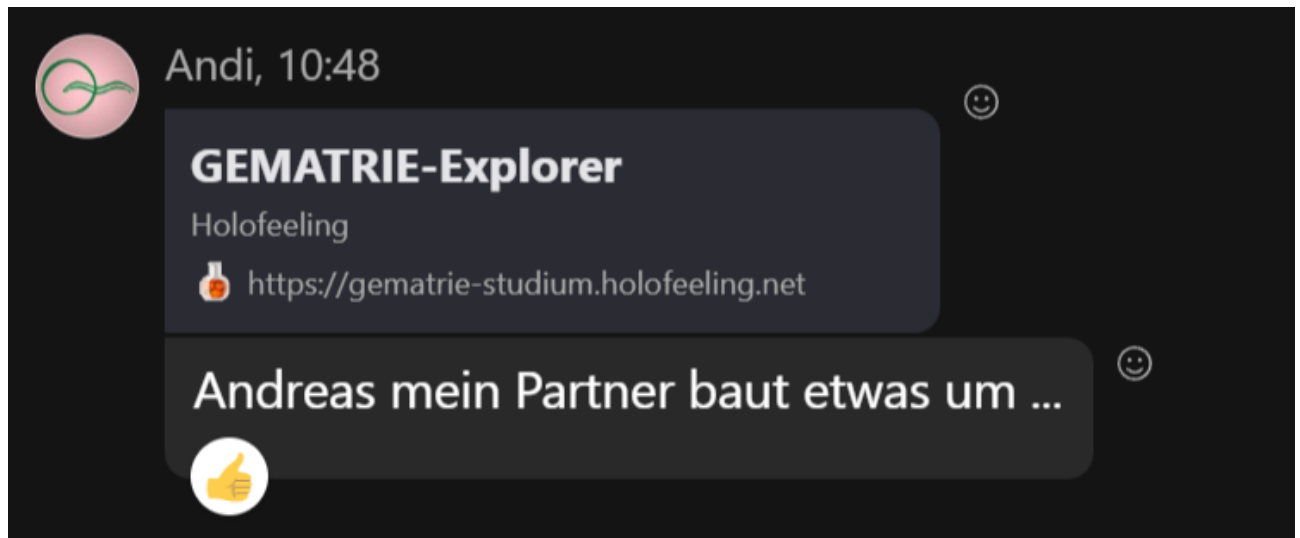 Andi, 10:48
GEMATRIE-Explorer
Holofeeling
https://gematrie-studium.holofeeling.net
Andreas mein Partner baut etwas um ...